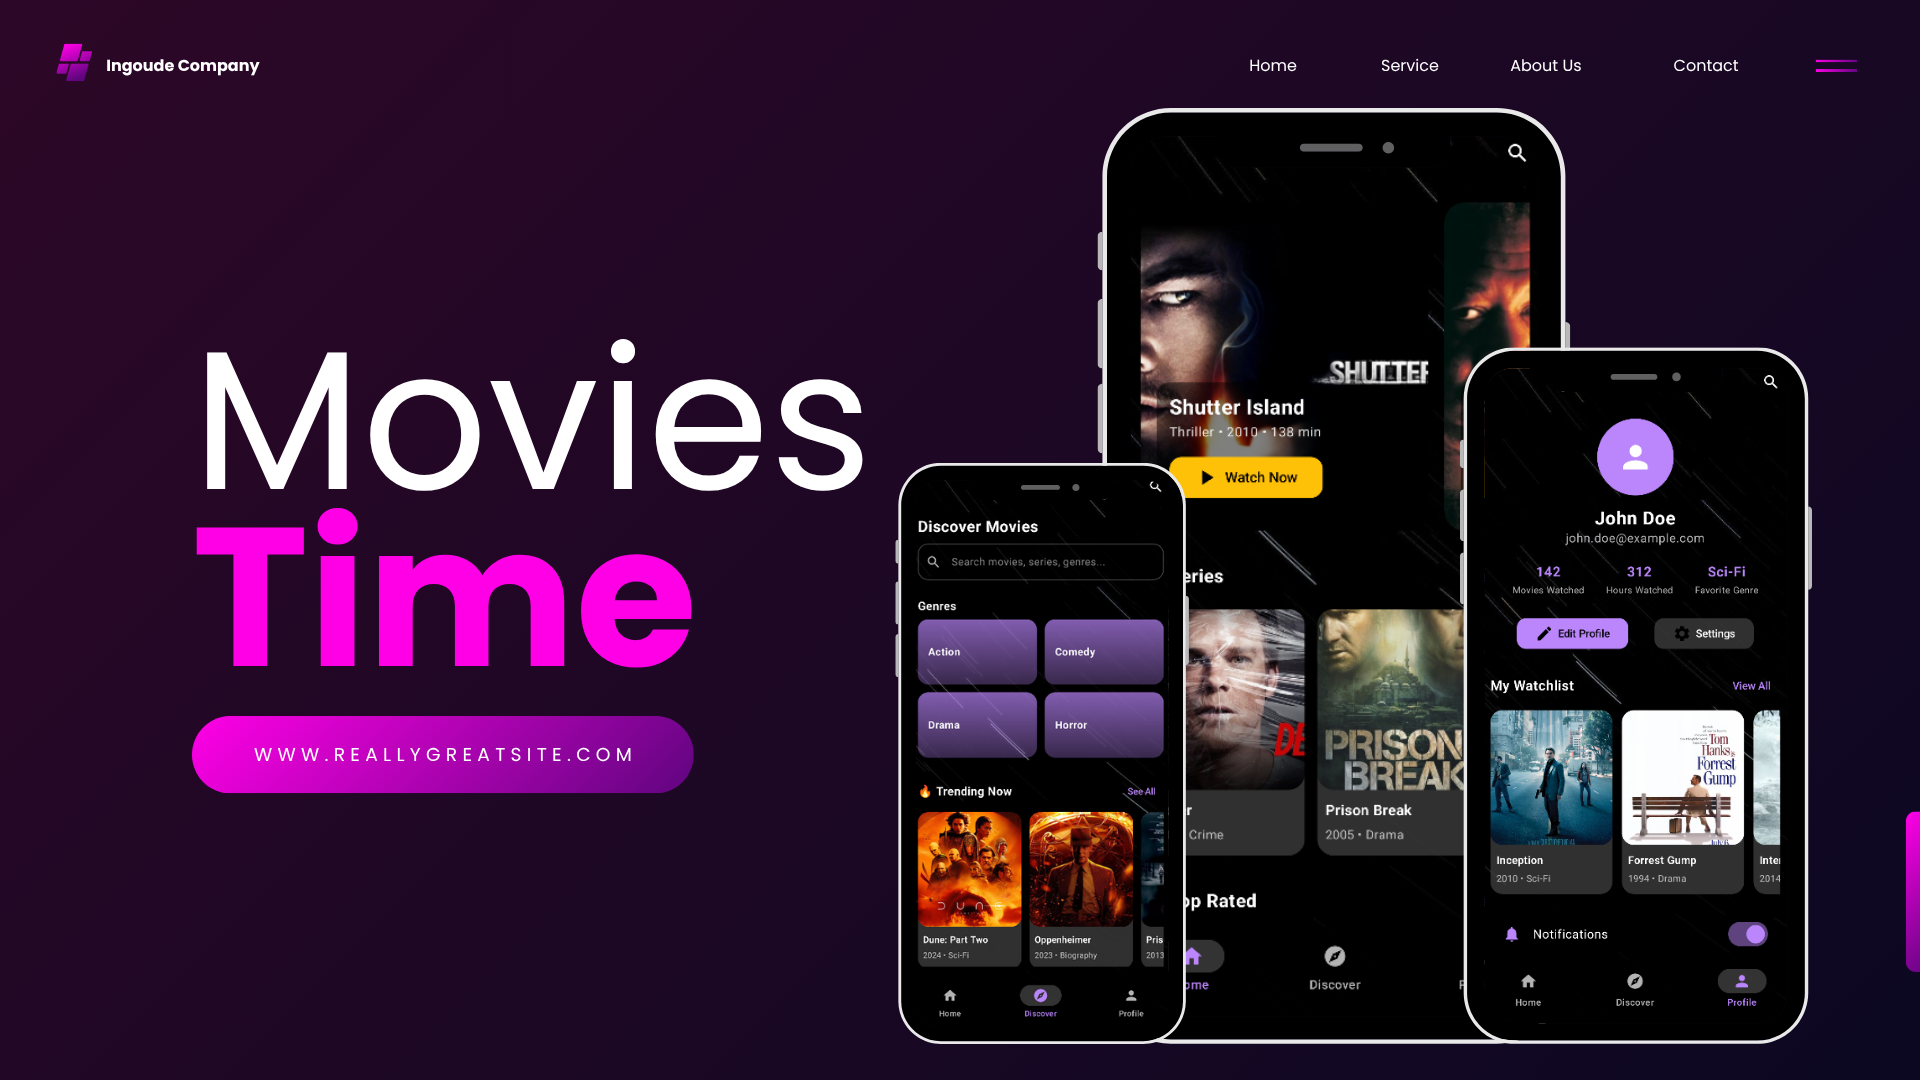 Ingoude Company
Home
Service
About Us
Contact
Movies
Time
WWW.REALLYGREATSITE.COM
SHUTTER
Shutter Island
Thriller • 2010 • 138 min
Watch Now
eries
PRISON
BREAK
DE
r
Crime
Prison Break
2005 • Drama
op Rated
ome
Discover
Discover Movies
Search movies, series, genres...
Genres
Action
Comedy
Drama
Horror
🔥 Trending Now
See All
DUNE
Dune: Part Two
2024 • Sci-Fi
Oppenheimer
2023 • Biography
Pris
2013
Home
Discover
Profile
John Doe
john.doe@example.com
142
Movies Watched
312
Hours Watched
Sci-Fi
Favorite Genre
Edit Profile
Settings
My Watchlist
View All
Tom
Hanks is
Forrest
Gump
Inception
2010 • Sci-Fi
Forrest Gump
1994 • Drama
Inte
2014
Notifications
Home
Discover
Profile